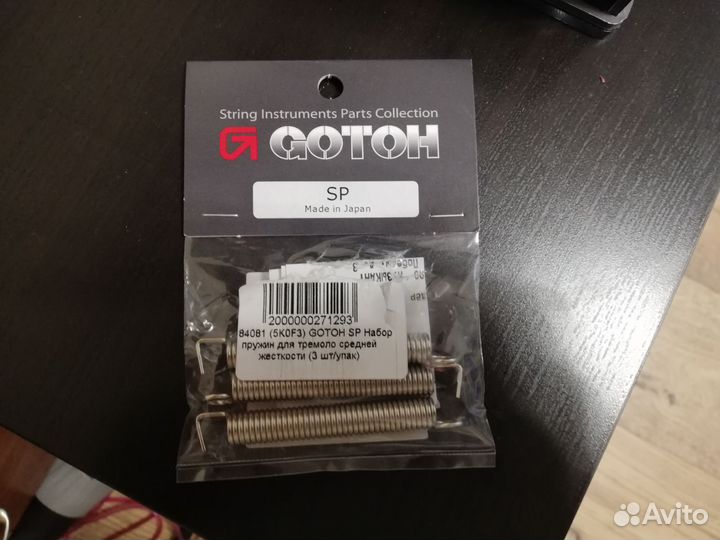 String Instruments Parts Collection
GOTOH
SP
Made in Japan
2000000271293
84081 (5K0F3) GOTOH SP Набор
пружин для тремоло средней
жесткости (3 шт/упак)
Avito